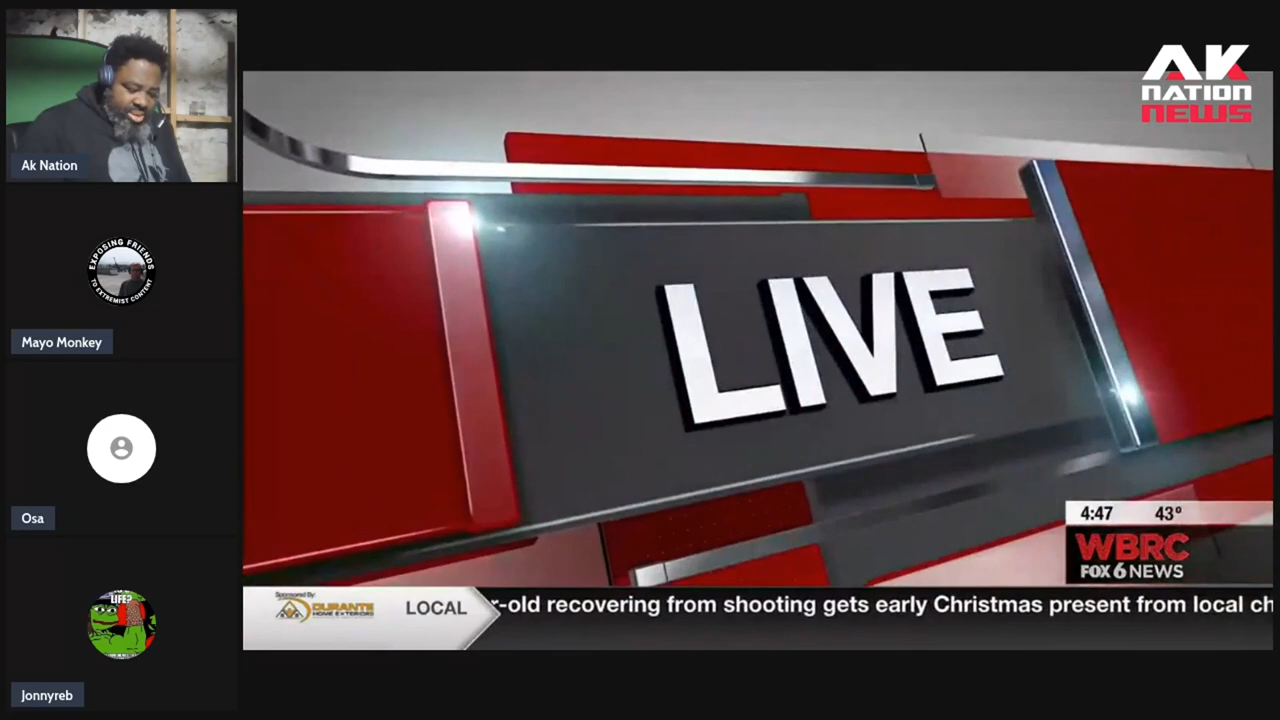 Ak Nation
EXPOSING FRIENDS
TO EXTREMIST CONTENT
Mayo Monkey
Osa
LIFE?
Jonnyreb
AK
NATION
NEWS
LIVE
4:47 43°
WBRC
FOX 6 NEWS
Sponsored By:
DURANTE
HOME EXTERIORS
LOCAL
r-old recovering from shooting gets early Christmas present from local ch